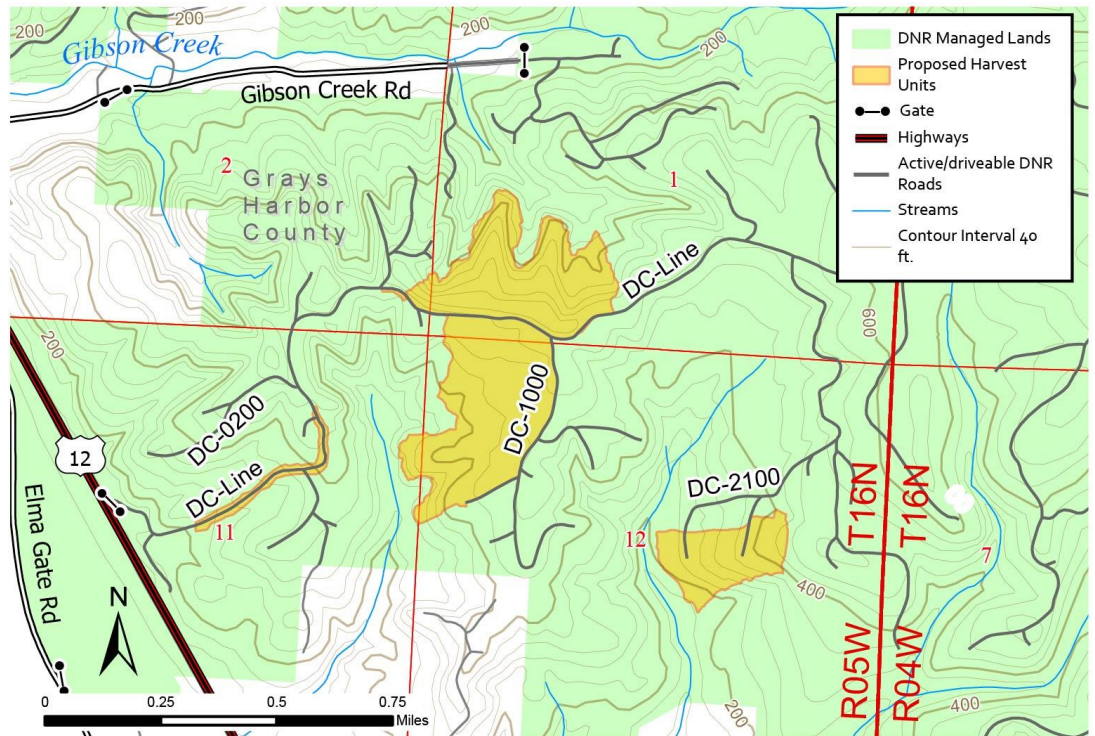 200
200
200
Gibson Creek
Gibson Creek Rd
2
Grays
Harbor
County
1
DNR Managed Lands
Proposed Harvest
Units
Gate
Highways
Active/driveable DNR
Roads
Streams
Contour Interval 40
ft.
DC-Line
600
200
DC-1000
DC-0200
12
DC-Line
DC-2100
11
12
T16N
T16N
7
Elma Gate Rd
400
N
R05W
R04W
200
400
0
0.25
0.5
0.75
Miles